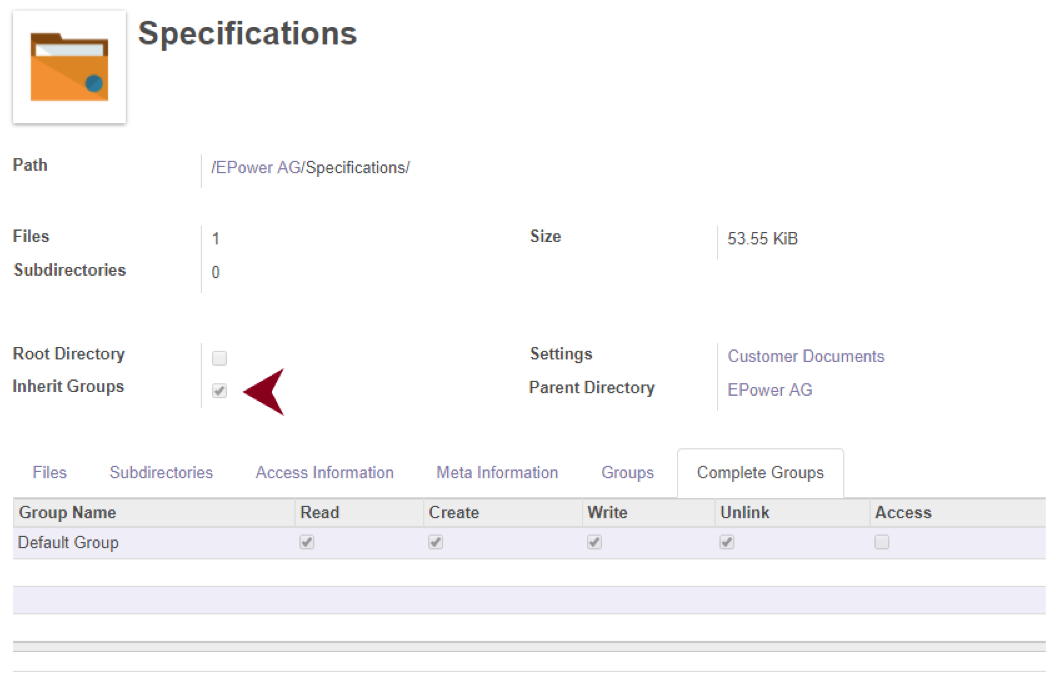 Specifications
Path /EPower AG/Specifications/
Files 1 Size 53.55 KiB
Subdirectories 0
Root Directory Settings Customer Documents
Inherit Groups Parent Directory EPower AG
Files Subdirectories Access Information Meta Information Groups Complete Groups
Group Name Read Create Write Unlink Access
Default Group